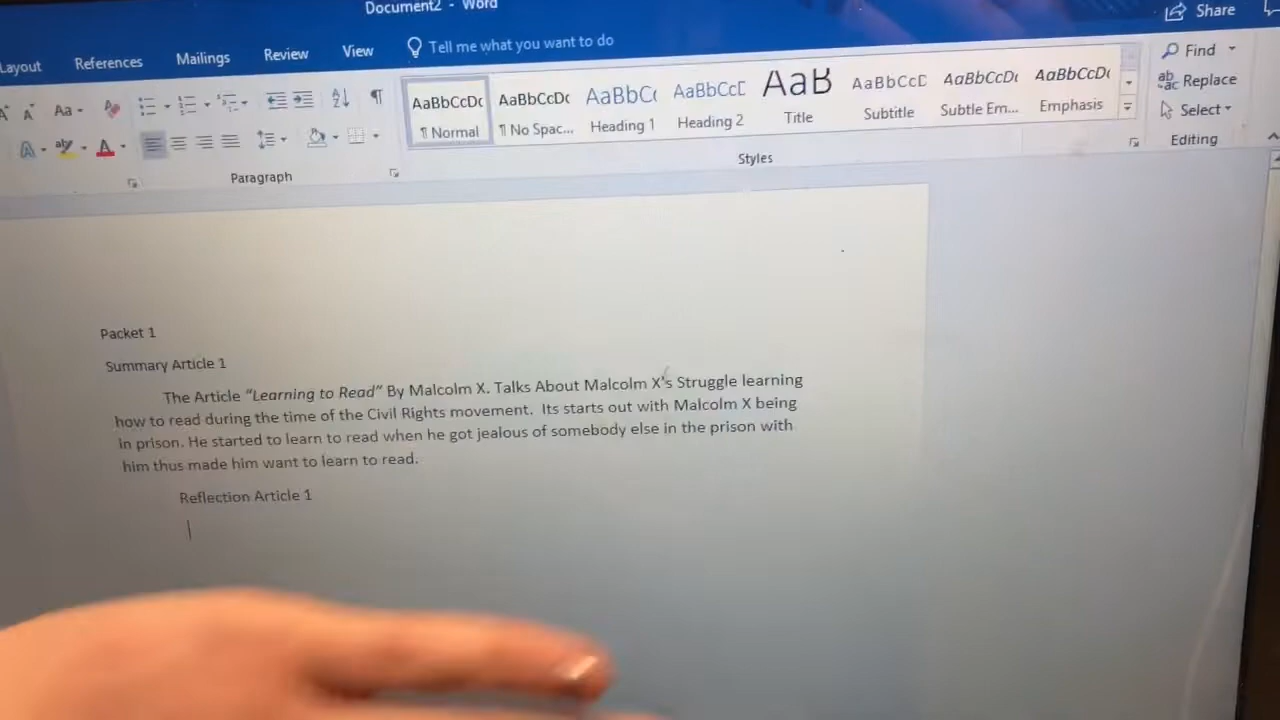 Document2 - Word
Share
Layout References Mailings Review View Tell me what you want to do
Aa
AaBbCcDc AaBbCcDc AaBbC AaBbCcD AaB AaBbCcD AaBbCcDc AaBbCcDc
¶ Normal ¶ No Spac... Heading 1 Heading 2 Title Subtitle Subtle Em... Emphasis
Find
Replace
Select
Paragraph Styles Editing
Packet 1
Summary Article 1
The Article “Learning to Read” By Malcolm X. Talks About Malcolm X's Struggle learning
how to read during the time of the Civil Rights movement. Its starts out with Malcolm X being
in prison. He started to learn to read when he got jealous of somebody else in the prison with
him thus made him want to learn to read.
Reflection Article 1